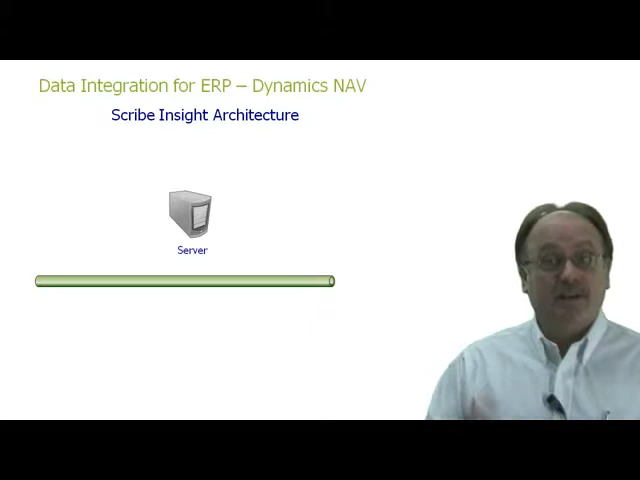 Data Integration for ERP – Dynamics NAV
Scribe Insight Architecture
Server